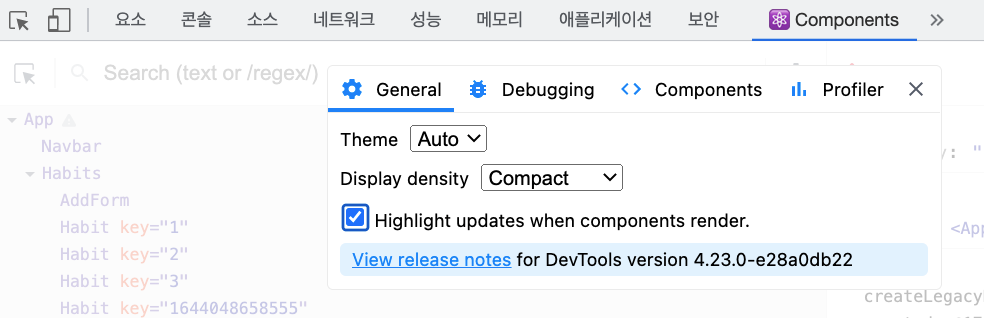 요소 콘솔 소스 네트워크 성능 메모리 애플리케이션 보안 Components
Search (text or /regex/)
General Debugging Components Profiler
Theme Auto
Display density Compact
Highlight updates when components render.
View release notes for DevTools version 4.23.0-e28a0db22
App
Navbar
Habits
AddForm
Habit key="1"
Habit key="2"
Habit key="3"
Habit key="1644048658555"
y: "
<App
createLegacy